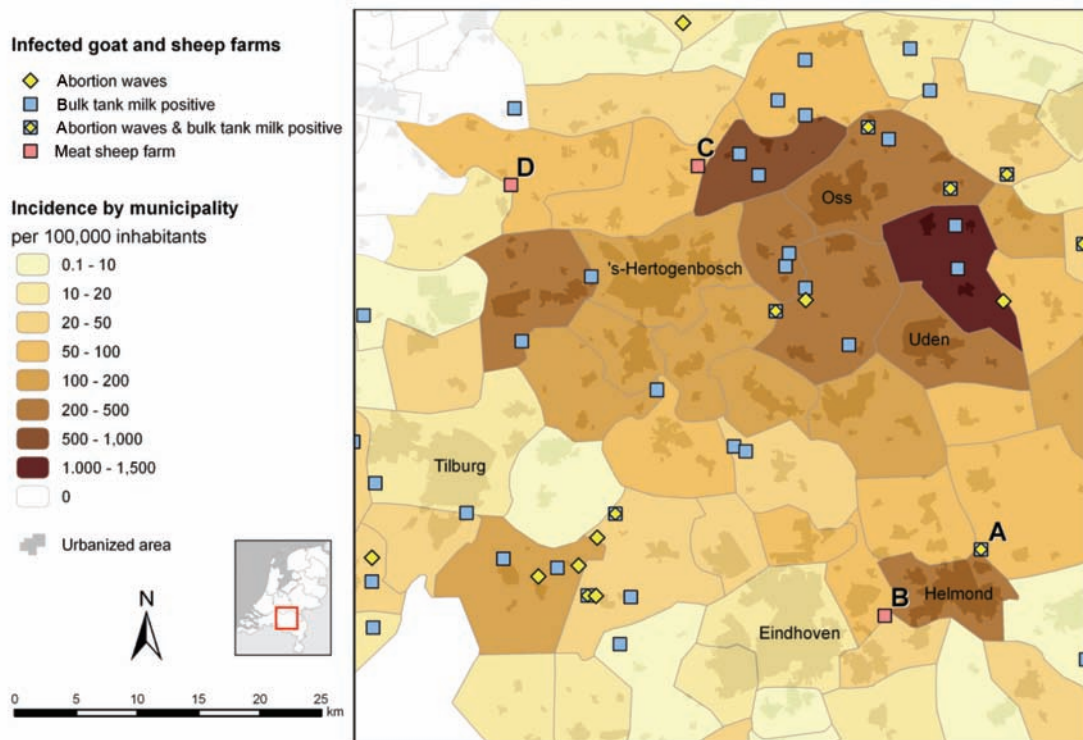 Infected goat and sheep farms
Abortion waves
Bulk tank milk positive
Abortion waves & bulk tank milk positive
Meat sheep farm
Incidence by municipality
per 100,000 inhabitants
0.1 - 10
10 - 20
20 - 50
50 - 100
100 - 200
200 - 500
500 - 1,000
1.000 - 1,500
0
Urbanized area
N
0 5 10 15 20 25
km
C
D
Oss
's-Hertogenbosch
Uden
Tilburg
A
B
Helmond
Eindhoven